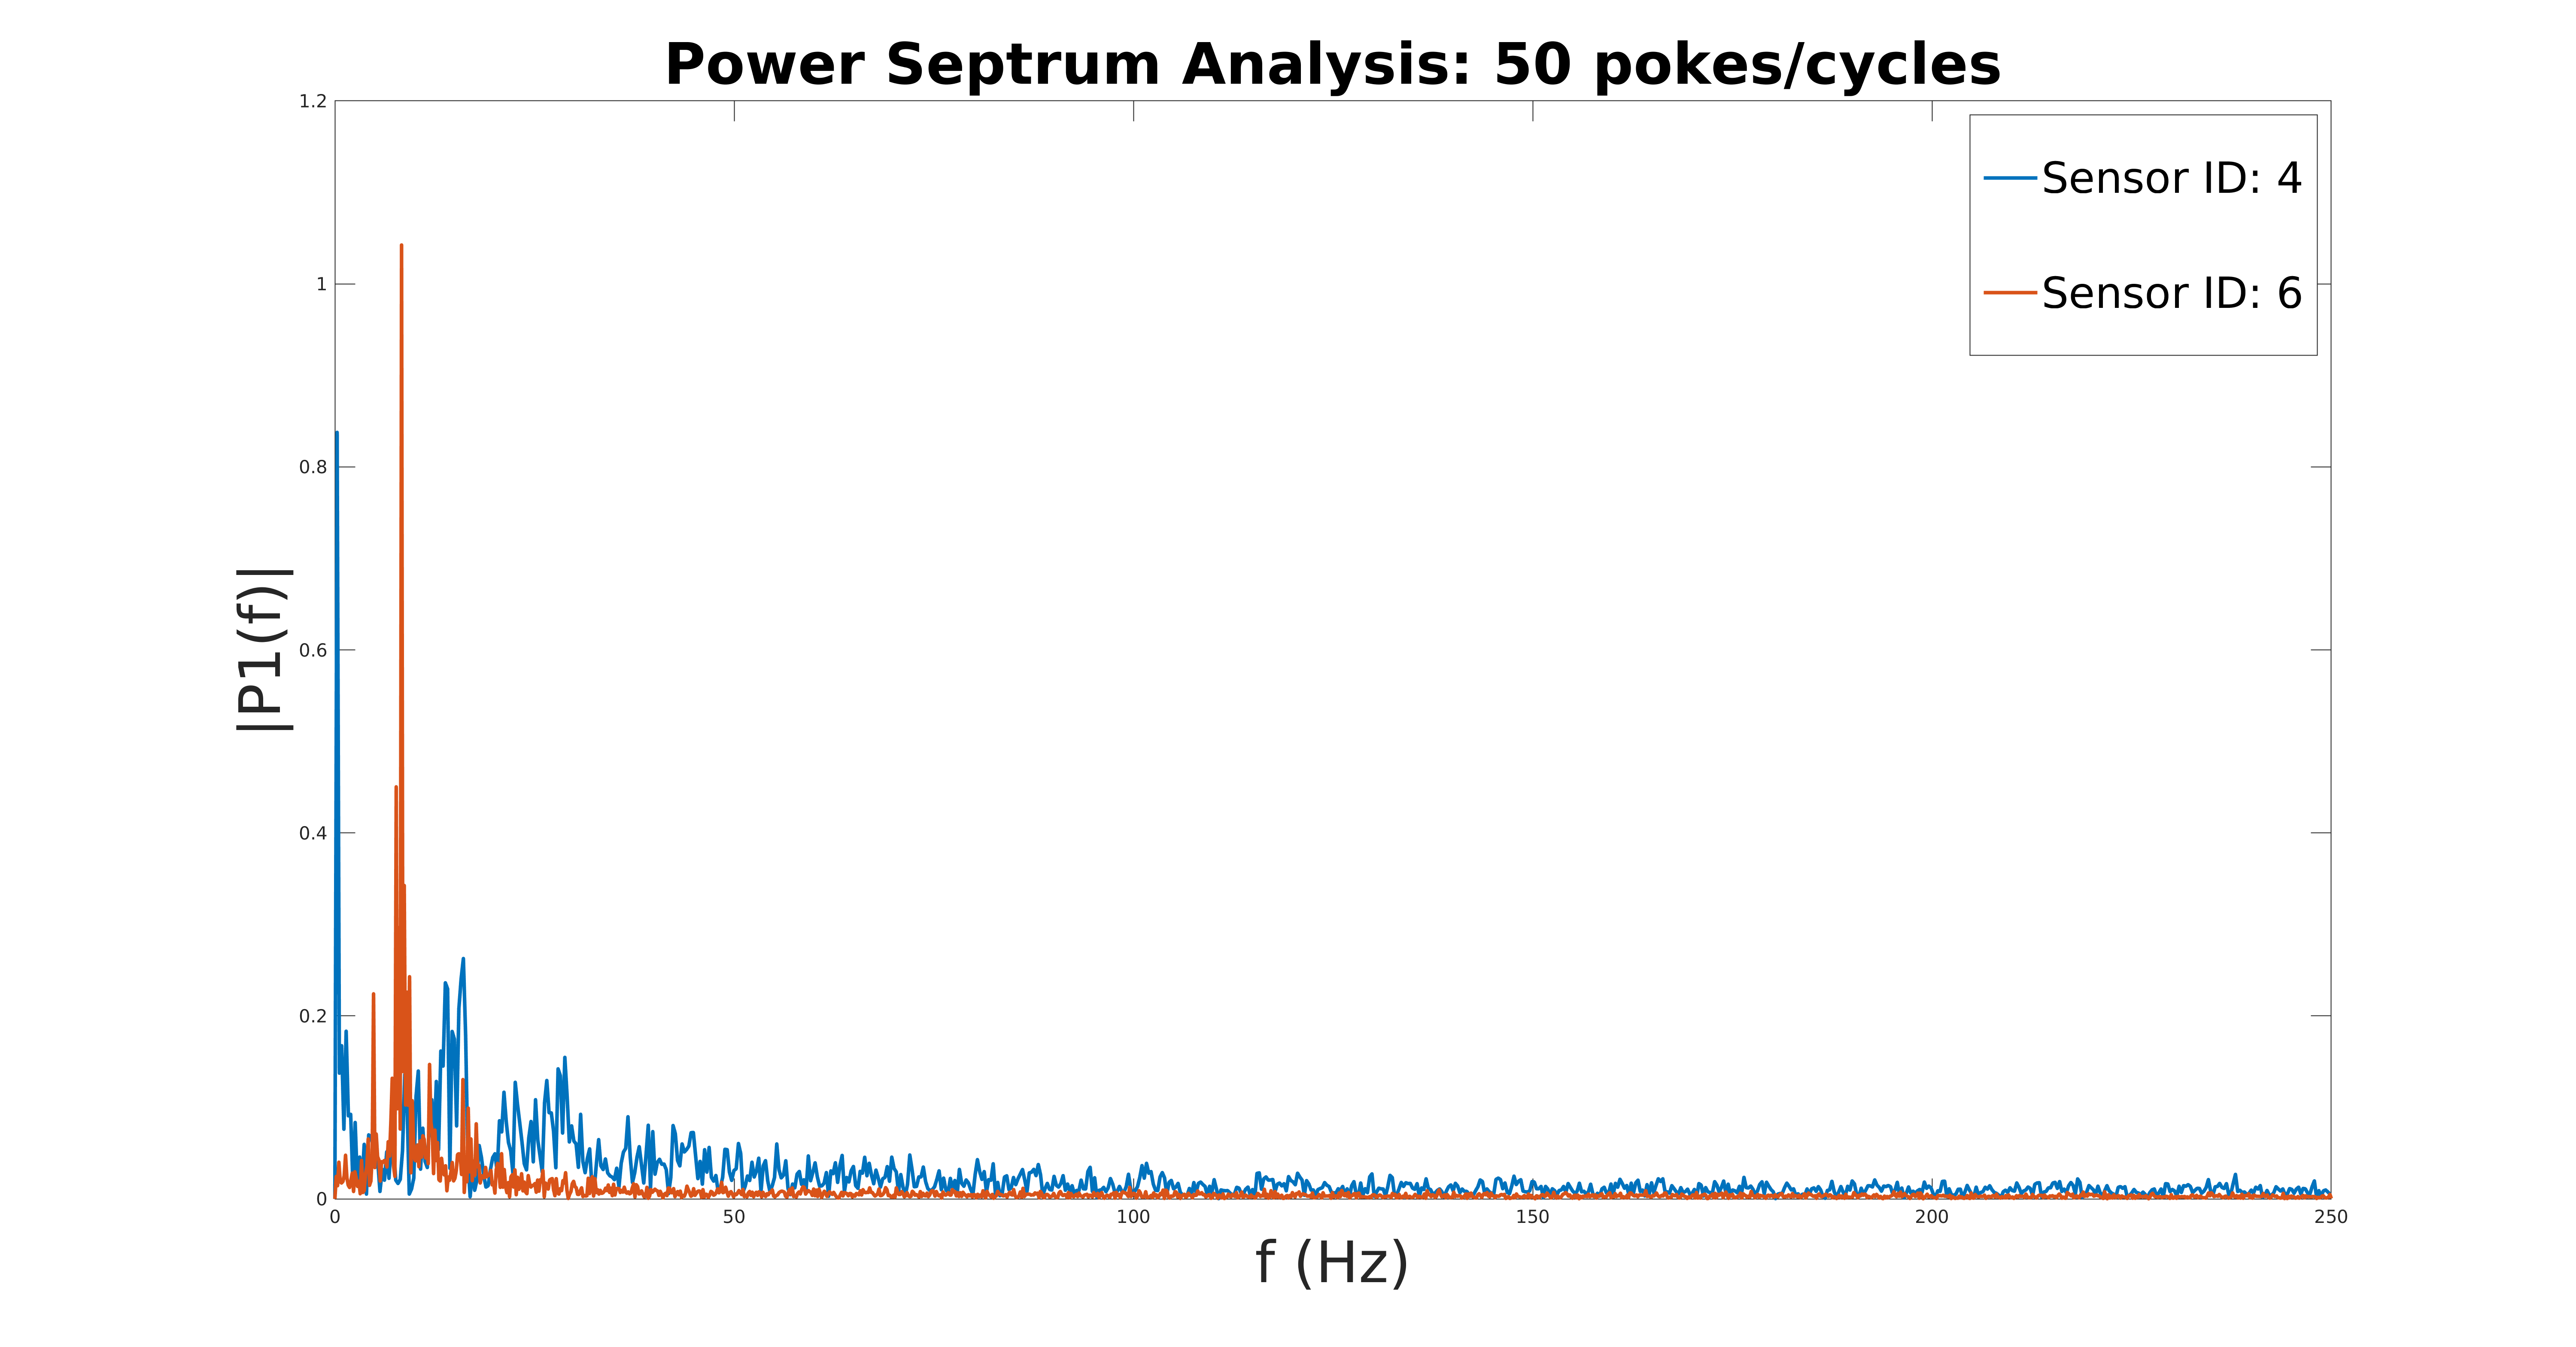 Power Septrum Analysis: 50 pokes/cycles
1.2
1
0.8
0.6
0.4
0.2
0
|P1(f)|
Sensor ID: 4
Sensor ID: 6
0 50 100 150 200 250
f (Hz)